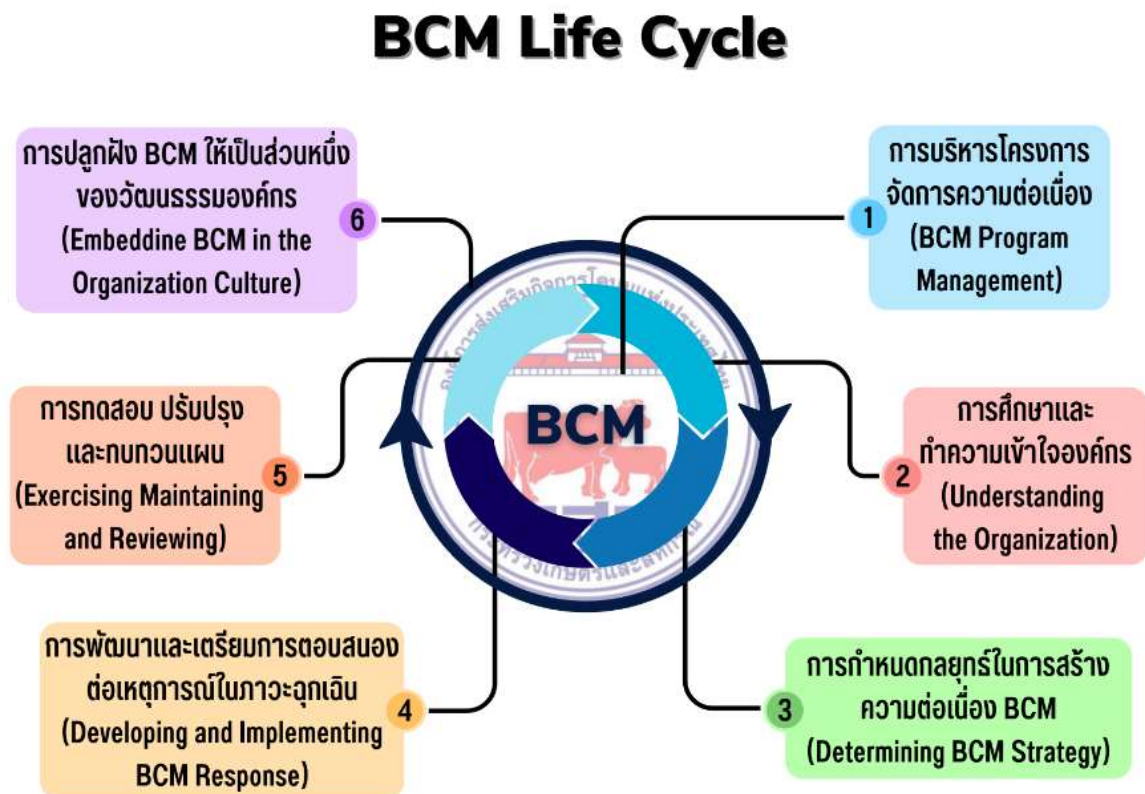 BCM Life Cycle
1
การบริหารโครงการ
จัดการความต่อเนื่อง
(BCM Program
Management)
2
การศึกษาและ
ทำความเข้าใจองค์กร
(Understanding
the Organization)
3
การกำหนดกลยุทธ์ในการสร้าง
ความต่อเนื่อง BCM
(Determining BCM Strategy)
4
การพัฒนาและเตรียมการตอบสนอง
ต่อเหตุการณ์ในภาวะฉุกเฉิน
(Developing and Implementing
BCM Response)
5
การทดสอบ ปรับปรุง
และทบทวนแผน
(Exercising Maintaining
and Reviewing)
6
การปลูกฝัง BCM ให้เป็นส่วนหนึ่ง
ของวัฒนธรรมองค์กร
(Embeddine BCM in the
Organization Culture)
BCM